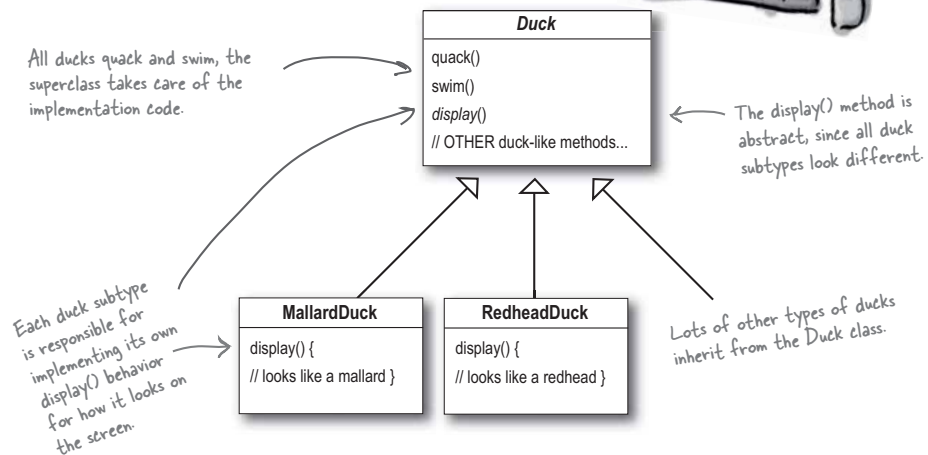 Duck
quack()
swim()
display()
// OTHER duck-like methods...
All ducks quack and swim, the
superclass takes care of the
implementation code.
The display() method is
abstract, since all duck
subtypes look different.
Each duck subtype
is responsible for
implementing its own
display() behavior
for how it looks on
the screen.
MallardDuck
display() {
// looks like a mallard }
RedheadDuck
display() {
// looks like a redhead }
Lots of other types of ducks
inherit from the Duck class.